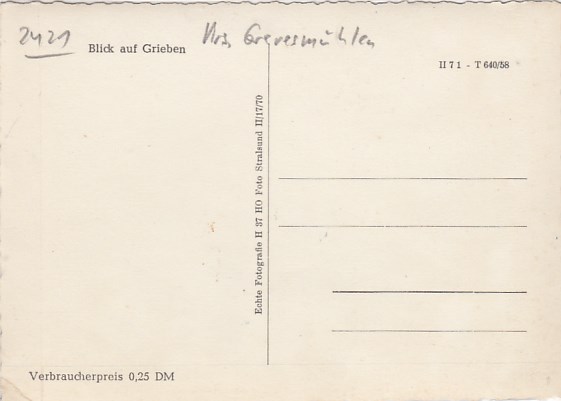 2421
Krs. Grevesmühlen
Blick auf Grieben
II 7 1 - T 640/58
Echte Fotografie H 37 HO Foto Stralsund II/17/70
Verbraucherpreis 0,25 DM